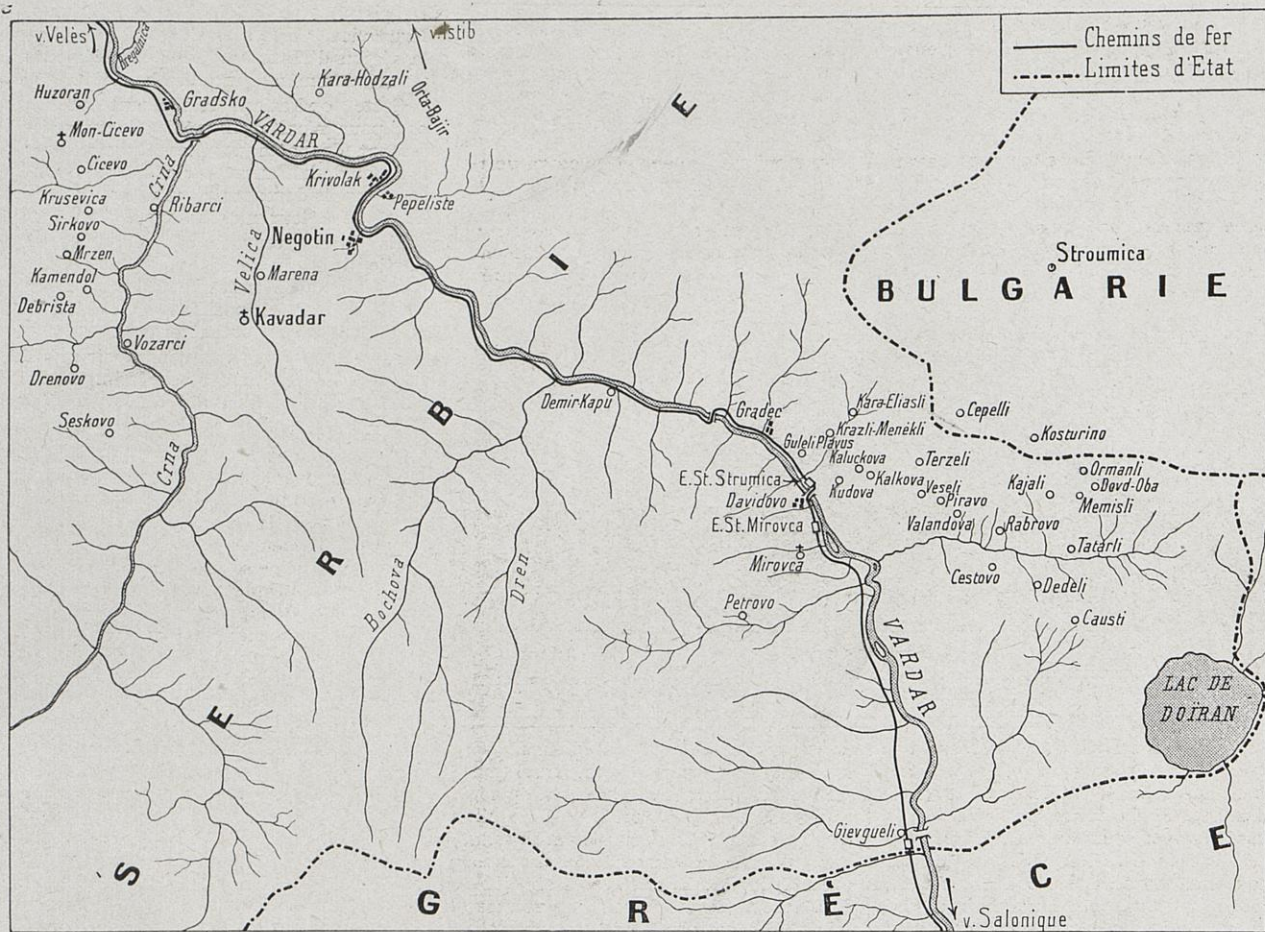 Chemins de fer
Limites d'Etat
v. Velès
v. Istib
Bregalnica
Orta-Bajir
Kara-Hodzali
Huzoran
Gradsko
VARDAR
Mon-Cicevo
Cicevo
Crna
Krivolak
Pepeliste
Krusevica
Ribarci
Sirkovo
Negotin
Mrzen
Velica
Marena
Kamendol
Debrista
Kavadar
Vozarci
Drenovo
Seskovo
Crna
Demir Kapu
Stroumica
BULGARIE
Gradec
Kara-Eliasli
Cepelli
Krazli-Menekli
Kosturino
Guleli Plavus
Kaluckova
Terzeli
Ormanli
E.St. Strumica
Kudova
Kalkova
Veseli
Kajali
Devd-Oba
Davidovo
Piravo
Memisli
E.St. Mirovca
Valandova
Rabrovo
Mirovca
Tatarli
Cestovo
Dedeli
Petrovo
Causti
Bochova
Dren
VARDAR
LAC DE
DOÏRAN
Gievgueli
SERBIE
GRÈCE
v. Salonique